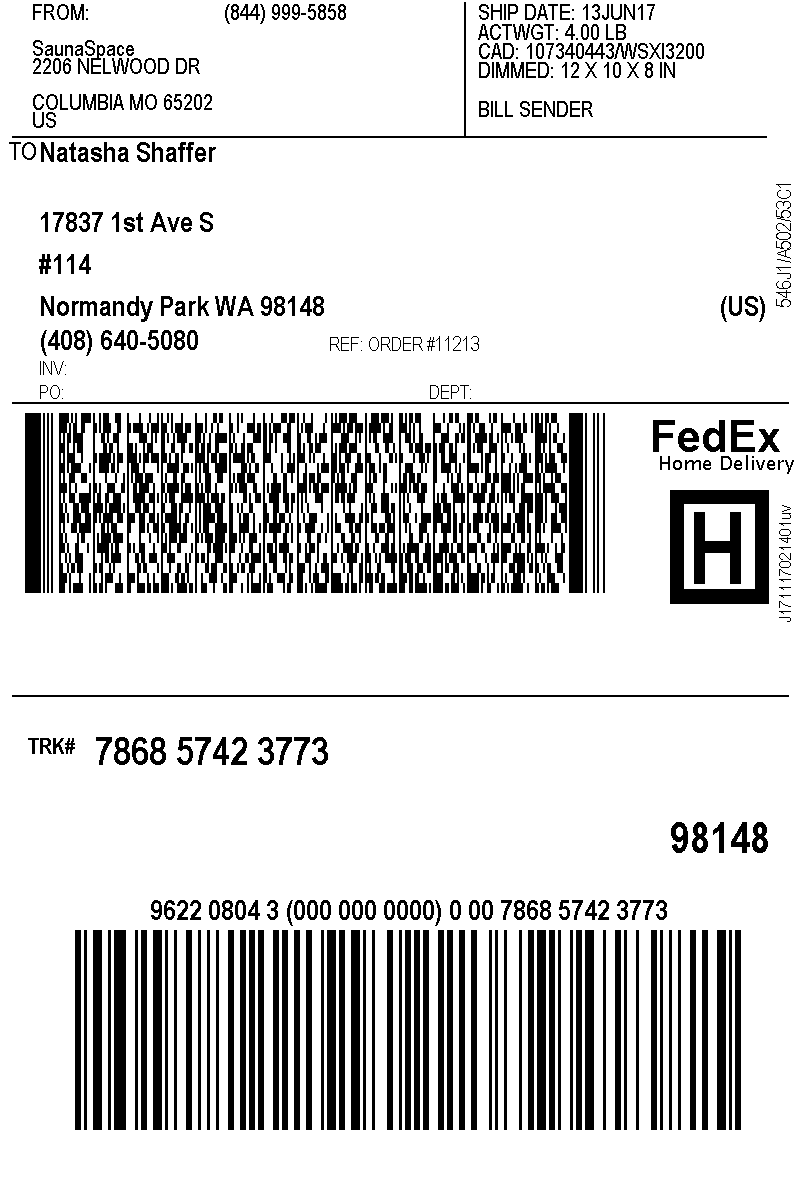 FROM: (844) 999-5858
SaunaSpace
2206 NELWOOD DR
COLUMBIA MO 65202
US
SHIP DATE: 13JUN17
ACTWGT: 4.00 LB
CAD: 107340443/WSXI3200
DIMMED: 12 X 10 X 8 IN
BILL SENDER
TO Natasha Shaffer
17837 1st Ave S
#114
Normandy Park WA 98148 (US)
(408) 640-5080 REF: ORDER #11213
INV:
PO: DEPT:
546J1/A502/53C1
FedEx
Home Delivery
H
J171117021401uv
TRK# 7868 5742 3773
98148
9622 0804 3 (000 000 0000) 0 00 7868 5742 3773